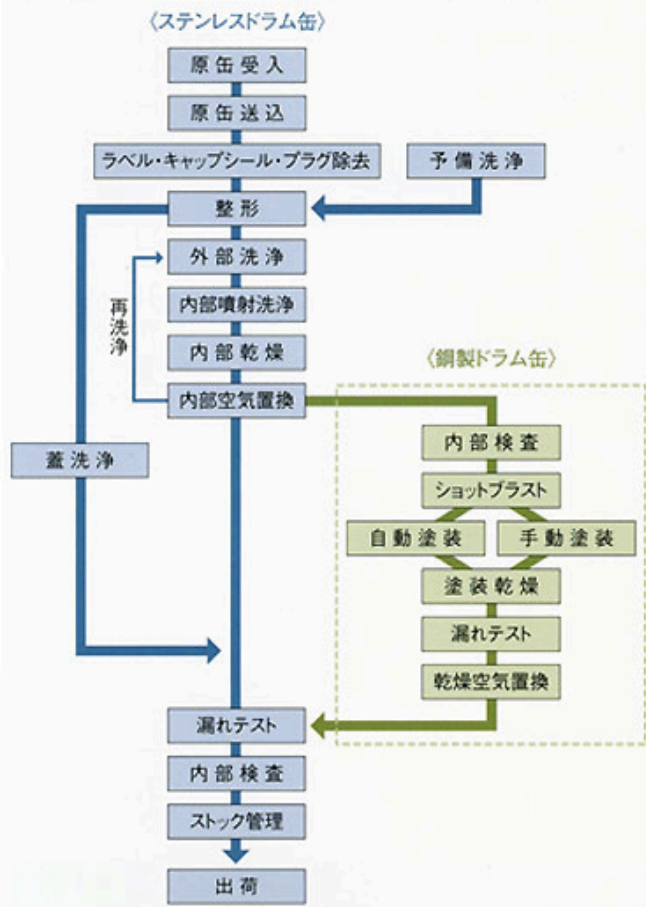 〈ステンレスドラム缶〉
原缶受入
原缶送込
ラベル・キャップシール・プラグ除去
予備洗浄
整形
外部洗浄
再洗浄
内部噴射洗浄
内部乾燥
内部空気置換
蓋洗浄
〈鋼製ドラム缶〉
内部検査
ショットブラスト
自動塗装
手動塗装
塗装乾燥
漏れテスト
乾燥空気置換
漏れテスト
内部検査
ストック管理
出荷